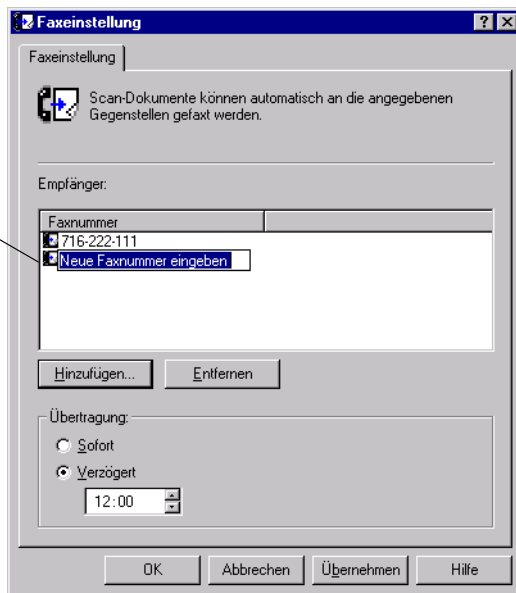 Faxeinstellung
Faxeinstellung
Scan-Dokumente können automatisch an die angegebenen
Gegenstellen gefaxt werden.
Empfänger:
Faxnummer
716-222-111
Neue Faxnummer eingeben
Hinzufügen... Entfernen
Übertragung:
Sofort
Verzögert
12:00
OK Abbrechen Übernehmen Hilfe